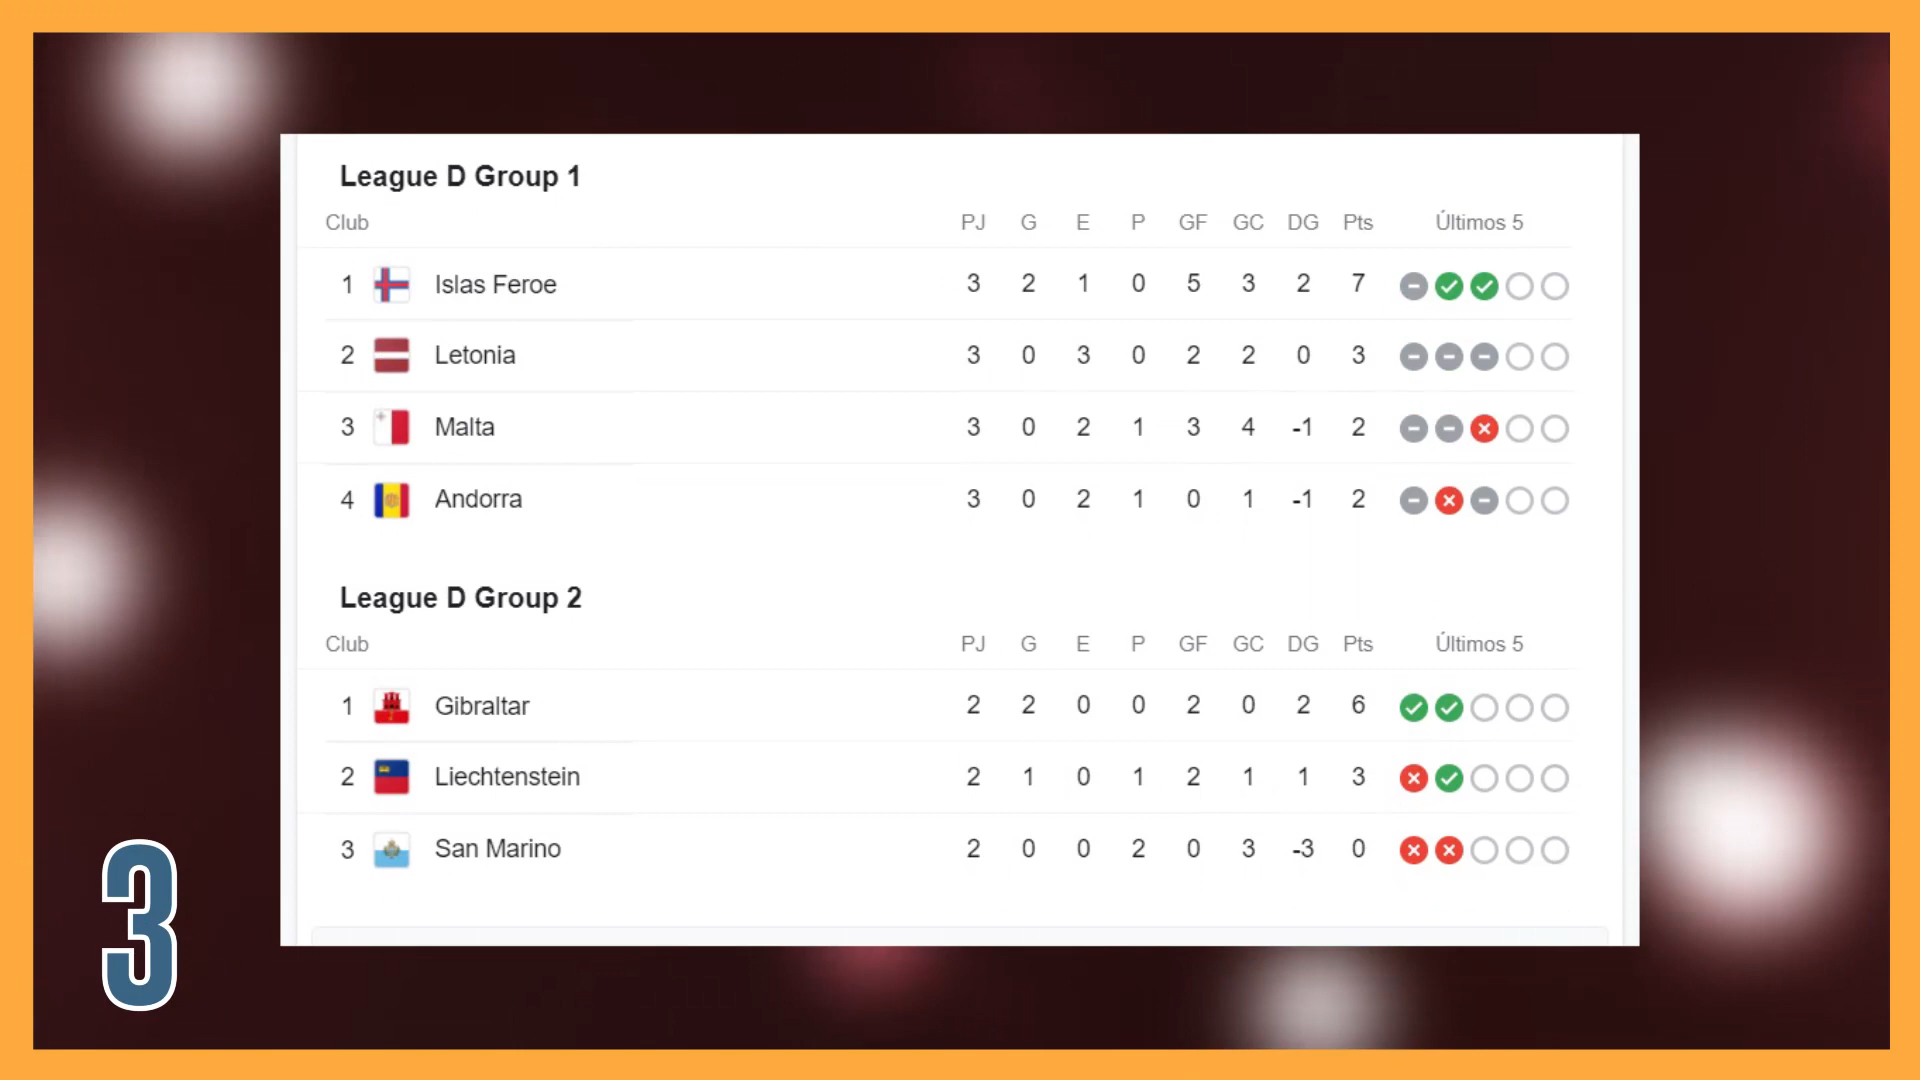 League D Group 1
Club PJ G E P GF GC DG Pts Últimos 5
1 Islas Feroe 3 2 1 0 5 3 2 7
2 Letonia 3 0 3 0 2 2 0 3
3 Malta 3 0 2 1 3 4 -1 2
4 Andorra 3 0 2 1 0 1 -1 2
League D Group 2
Club PJ G E P GF GC DG Pts Últimos 5
1 Gibraltar 2 2 0 0 2 0 2 6
2 Liechtenstein 2 1 0 1 2 1 1 3
3 San Marino 2 0 0 2 0 3 -3 0
3